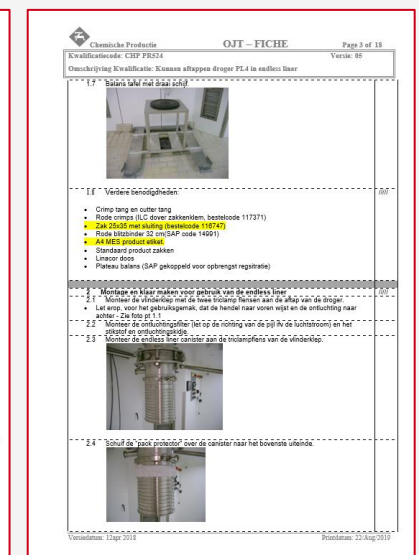 Chemische Productie OJT – FICHE Page 3 of 18
Kwalificatiecode: CHP PR524 Versie: 05
Omschrijving Kwalificatie: Kunnen aftappen droger PL4 in endless liner
1.7 Balans tafel met draai schijf.
1.8 Verdere benodigdheden: /////
• Crimp tang en cutter tang
• Rode crimps (ILC dover zakkenklem, bestelcode 117371)
• Zak 25x35 met sluiting (bestelcode 116747)
• Rode blitzbinder 32 cm(SAP code 14991)
• A4 MES product etiket.
• Standaard product zakken
• Linacor doos
• Plateau balans (SAP gekoppeld voor opbrengst regsitratie)
2 Montage en klaar maken voor gebruik van de endless liner /////
2.1 Monteer de vlinderklep met de twee triclamp flensen aan de aftap van de droger.
• Let erop, voor het gebruiksgemak, dat de hendel naar voren wijst en de ontluchting naar
achter - Zie foto pt 1.1
2.2 Monteer de ontluchtingsfilter (let op de richting van de pijl ifv de luchtstroom) en het
stikstof en ontluchtingskidje.
2.3 Monteer de endless liner canister aan de triclampflens van de vlinderklep.
2.4 Schuif de "pack protector" over de canister naar het bovenste uiteinde.
Versiedatum: 12apr 2018 Printdatum: 22/Aug/2019